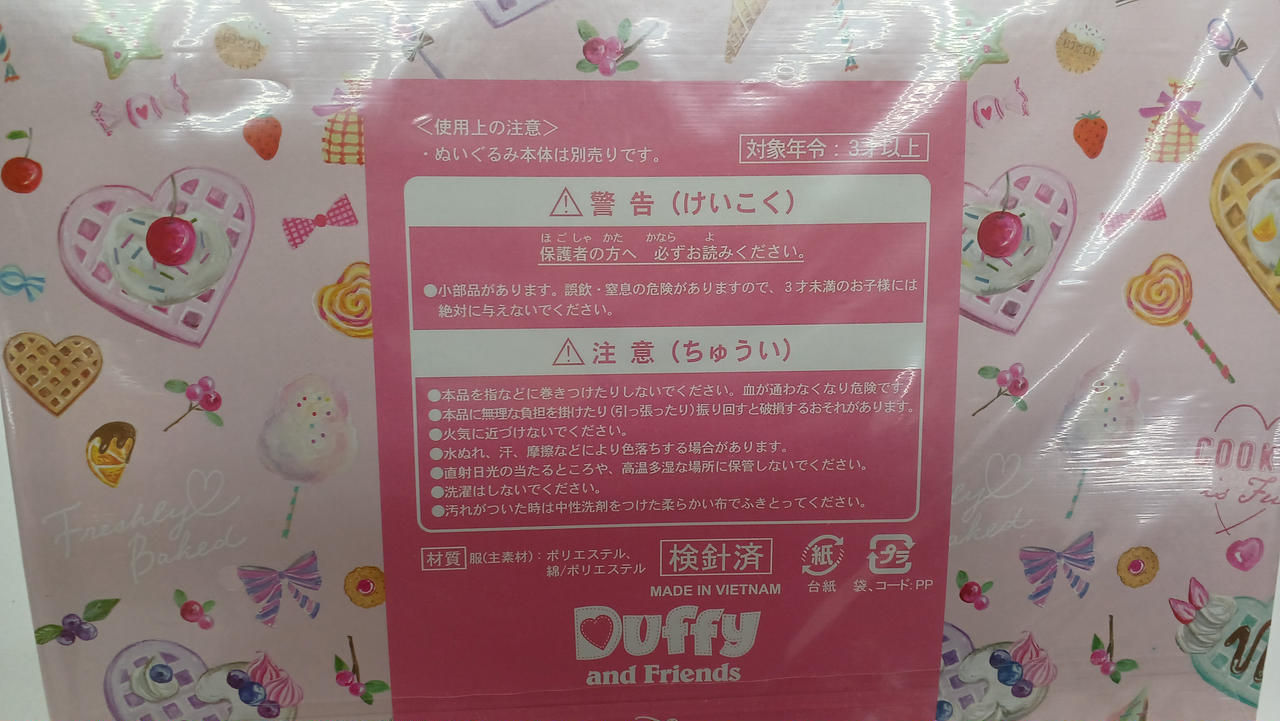 <使用上の注意>
・ぬいぐるみ本体は別売りです。
対象年令：3才以上
⚠警告（けいこく）
ほごしゃ かた かなら よ
保護者の方へ 必ずお読みください。
●小部品があります。誤飲・窒息の危険がありますので、3才未満のお子様には
絶対に与えないでください。
⚠注意（ちゅうい）
●本品を指などに巻きつけたりしないでください。血が通わなくなり危険です。
●本品に無理な負担を掛けたり（引っ張ったり）振り回すと破損するおそれがあります。
●火気に近づけないでください。
●水ぬれ、汗、摩擦などにより色落ちする場合があります。
●直射日光の当たるところや、高温多湿な場所に保管しないでください。
●洗濯はしないでください。
●汚れがついた時は中性洗剤をつけた柔らかい布でふきとってください。
材質 服(主素材)：ポリエステル、
綿/ポリエステル
検針済
紙
プラ
台紙 袋、コード:PP
MADE IN VIETNAM
Duffy
and Friends
Freshly
Baked
COOK
is Fu